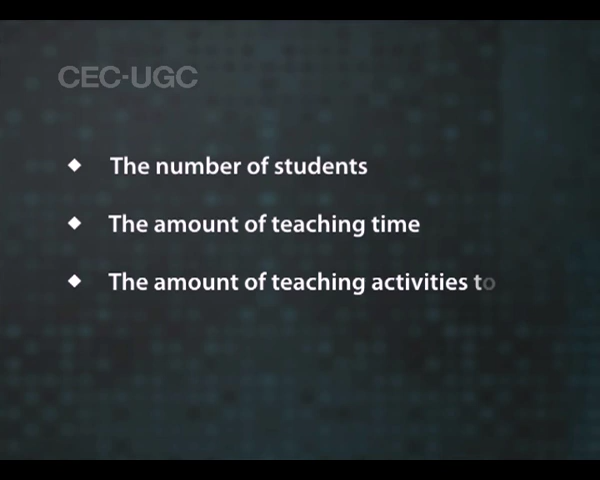 CEC-UGC
◆ The number of students
◆ The amount of teaching time
◆ The amount of teaching activities to